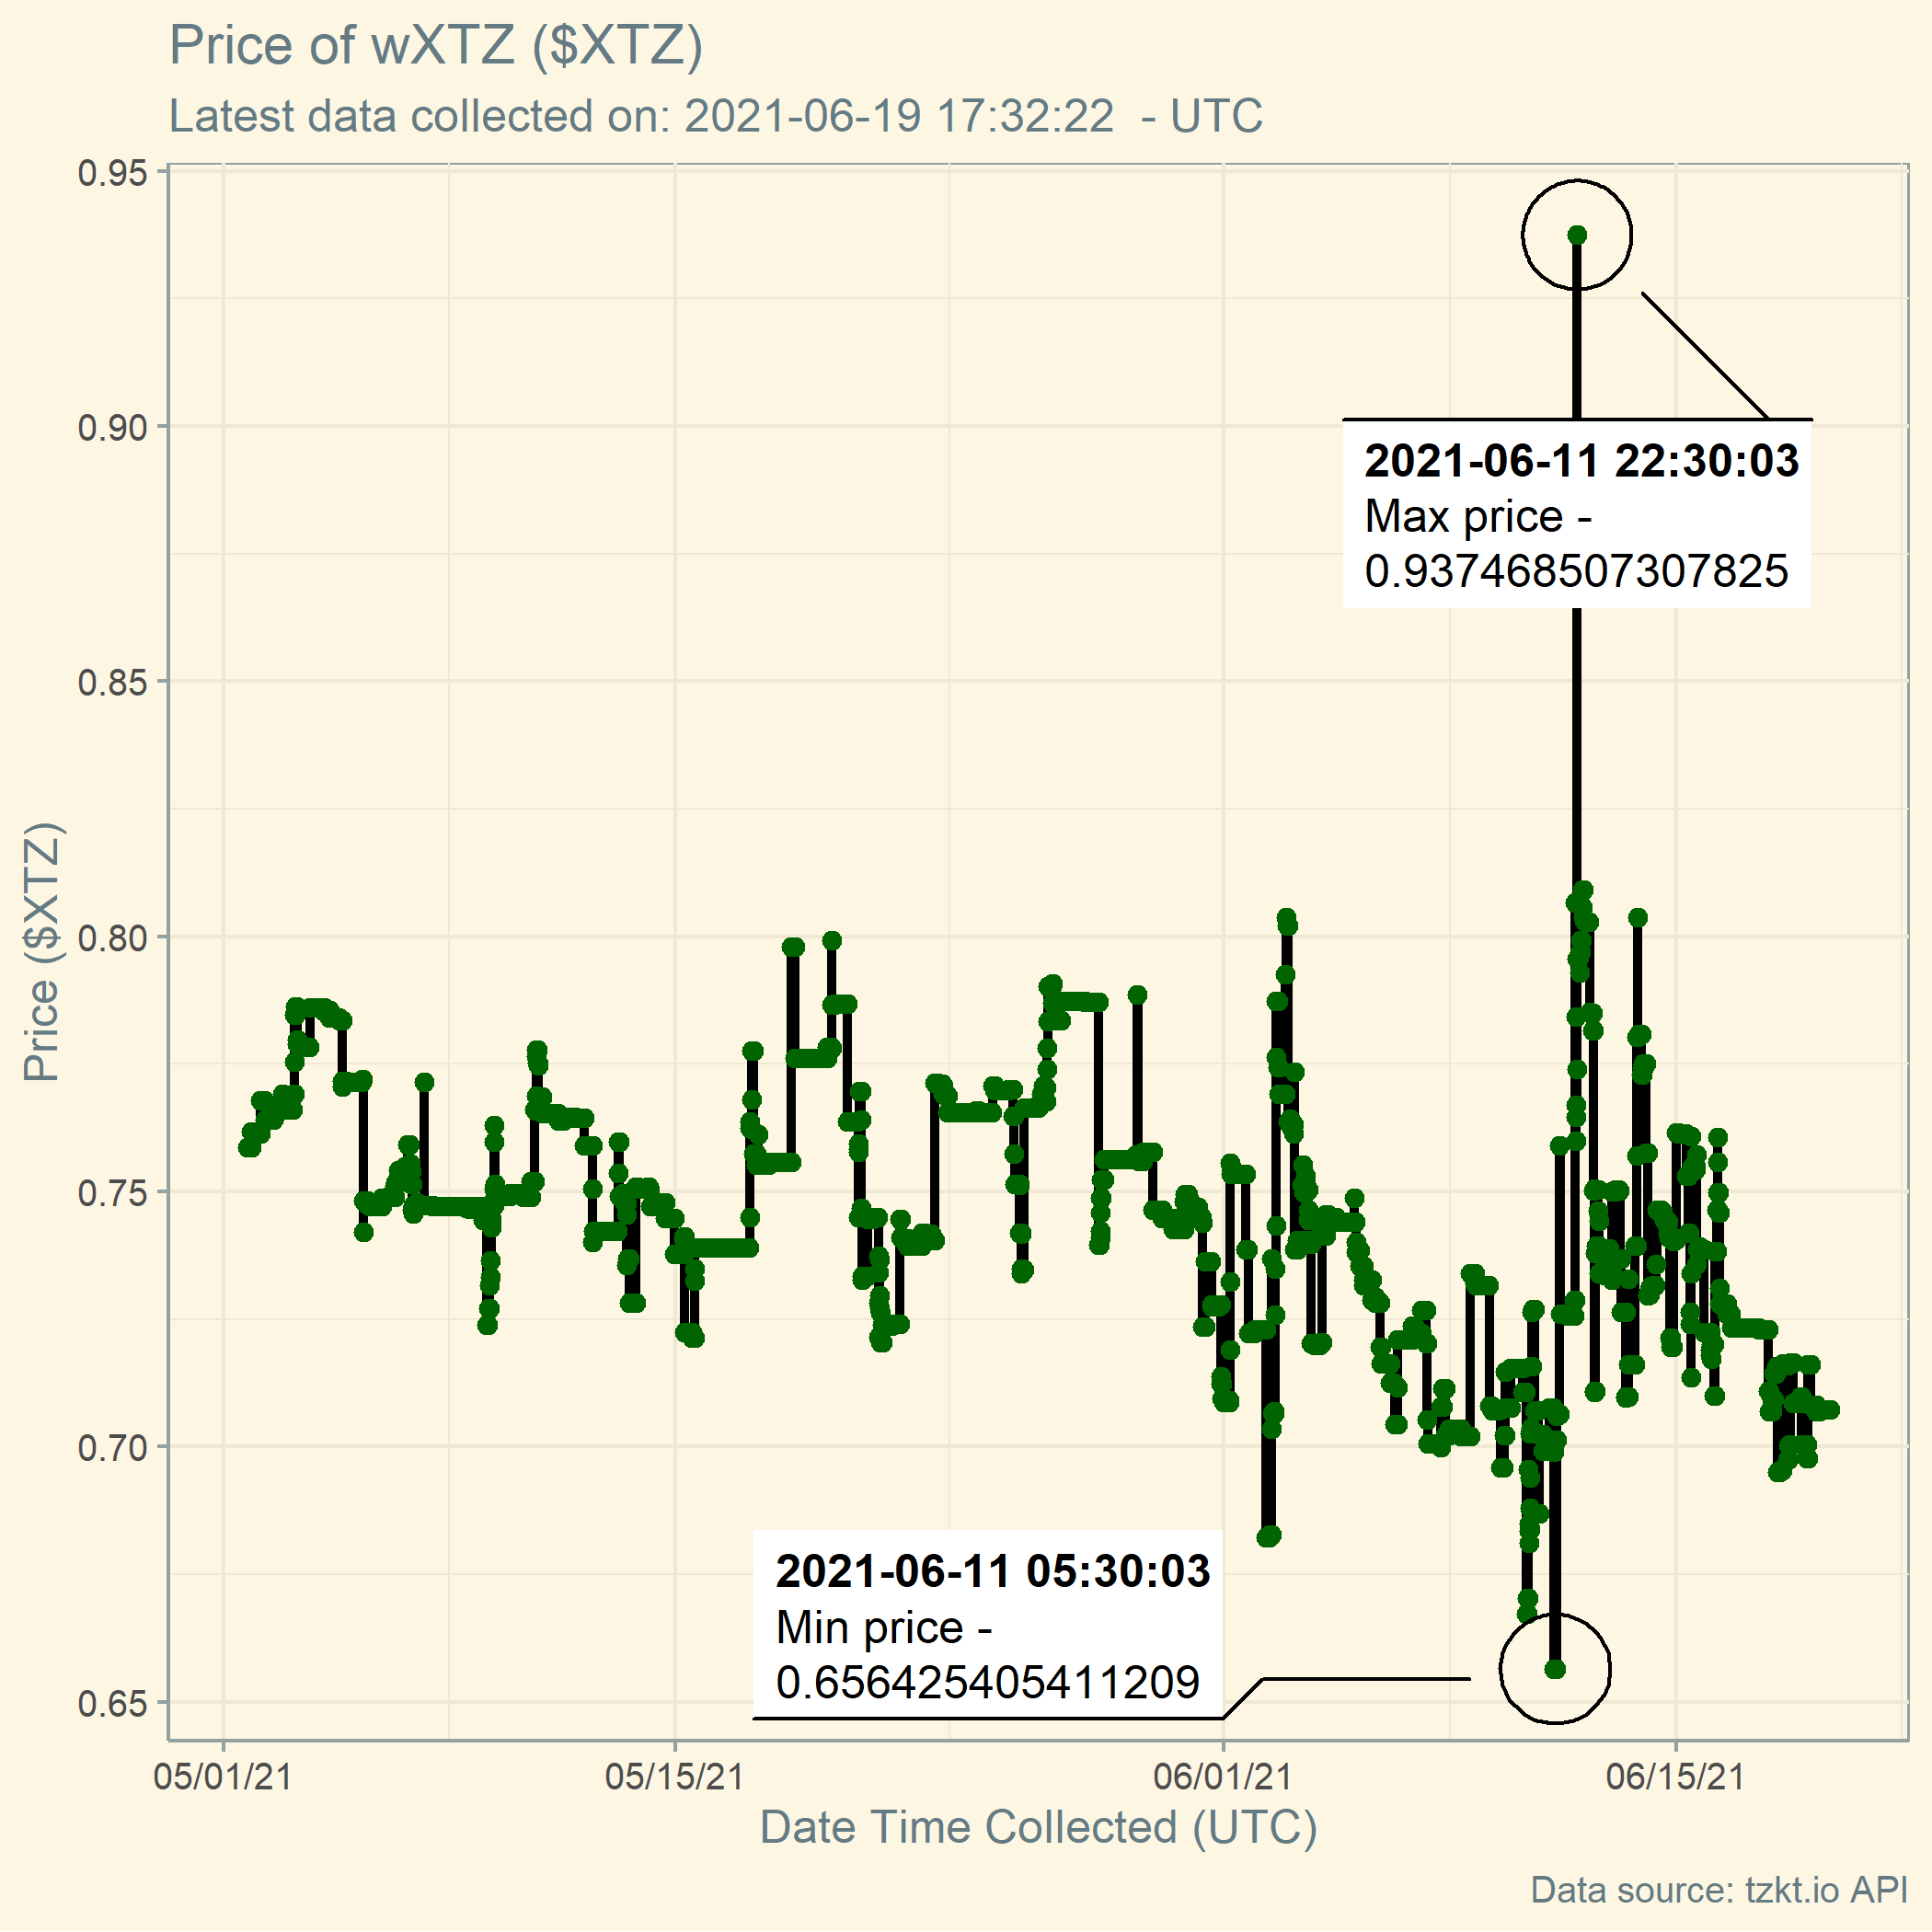 Price of wXTZ ($XTZ)
Latest data collected on: 2021-06-19 17:32:22  - UTC
0.95
0.90
0.85
0.80
0.75
0.70
0.65
Price ($XTZ)
2021-06-11 22:30:03
Max price -
0.937468507307825
2021-06-11 05:30:03
Min price -
0.656425405411209
05/01/21
05/15/21
06/01/21
06/15/21
Date Time Collected (UTC)
Data source: tzkt.io API